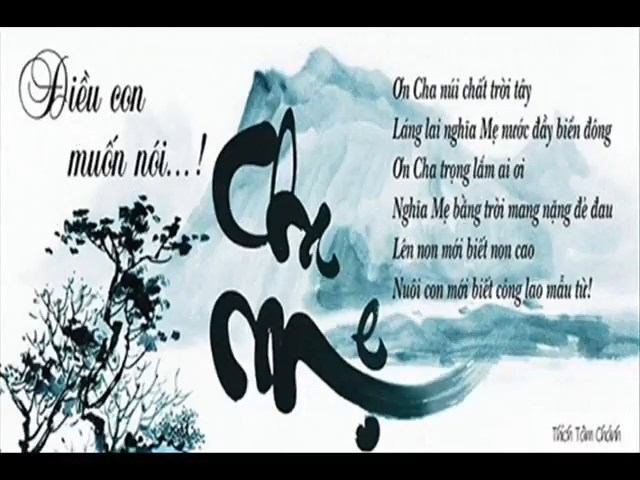 Điều con
muốn nói...!
Cha
Mẹ
Ơn Cha núi chất trời tây
Láng lai nghĩa Mẹ nước đầy biển đông
Ơn Cha trọng lắm ai ơi
Nghĩa Mẹ bằng trời mang nặng đẻ đau
Lên non mới biết non cao
Nuôi con mới biết công lao mẫu từ!
Thích Tâm Chánh